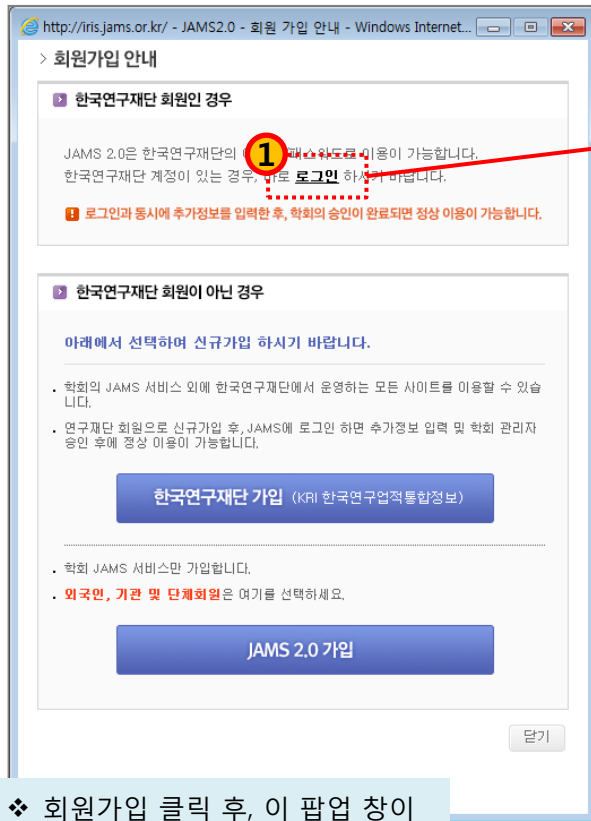 http://iris.jams.or.kr/ - JAMS2.0 - 회원 가입 안내 - Windows Internet...
> 회원가입 안내
한국연구재단 회원인 경우
JAMS 2.0은 한국연구재단의 패스워드로 이용이 가능합니다.
1
한국연구재단 계정이 있는 경우, 바로 로그인 하시기 바랍니다.
로그인과 동시에 추가정보를 입력한 후, 학회의 승인이 완료되면 정상 이용이 가능합니다.
한국연구재단 회원이 아닌 경우
아래에서 선택하여 신규가입 하시기 바랍니다.
. 학회의 JAMS 서비스 외에 한국연구재단에서 운영하는 모든 사이트를 이용할 수 있습
니다.
. 연구재단 회원으로 신규가입 후, JAMS에 로그인 하면 추가정보 입력 및 학회 관리자
승인 후에 정상 이용이 가능합니다.
한국연구재단 가입 (KRI 한국연구업적통합정보)
. 학회 JAMS 서비스만 가입합니다.
. 외국인, 기관 및 단체회원은 여기를 선택하세요.
JAMS 2.0 가입
닫기
❖ 회원가입 클릭 후, 이 팝업 창이